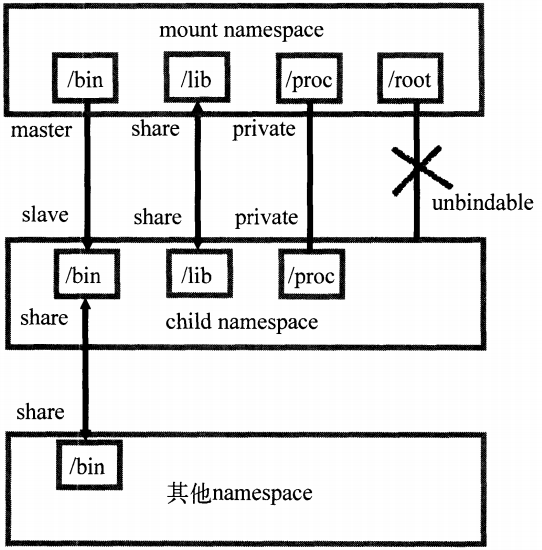 mount namespace
/bin
/lib
/proc
/root
master
share
private
unbindable
slave
share
private
/bin
/lib
/proc
share
child namespace
share
/bin
其他namespace